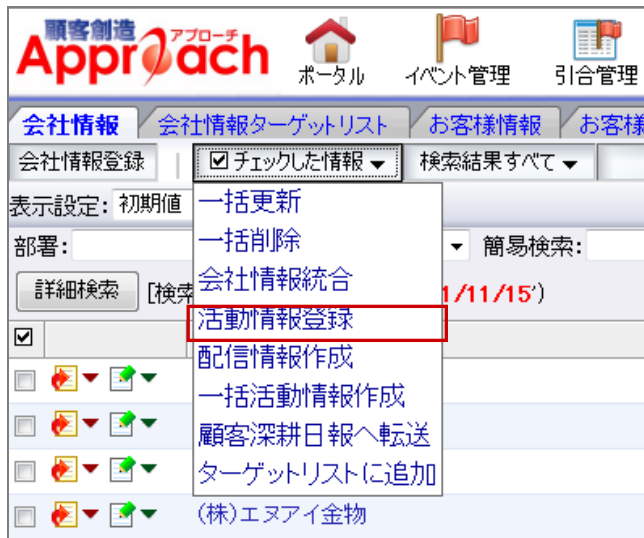 顧客創造 アプローチ
Approach
ポータル イベント管理 引合管理
会社情報 会社情報ターゲットリスト お客様情報 お客様
会社情報登録 | チェックした情報 検索結果すべて
表示設定: 初期値
一括更新
部署: 簡易検索:
一括削除
会社情報統合
詳細検索 [検索 1/11/15')
活動情報登録
配信情報作成
一括活動情報作成
顧客深耕日報へ転送
ターゲットリストに追加
(株)エヌアイ金物